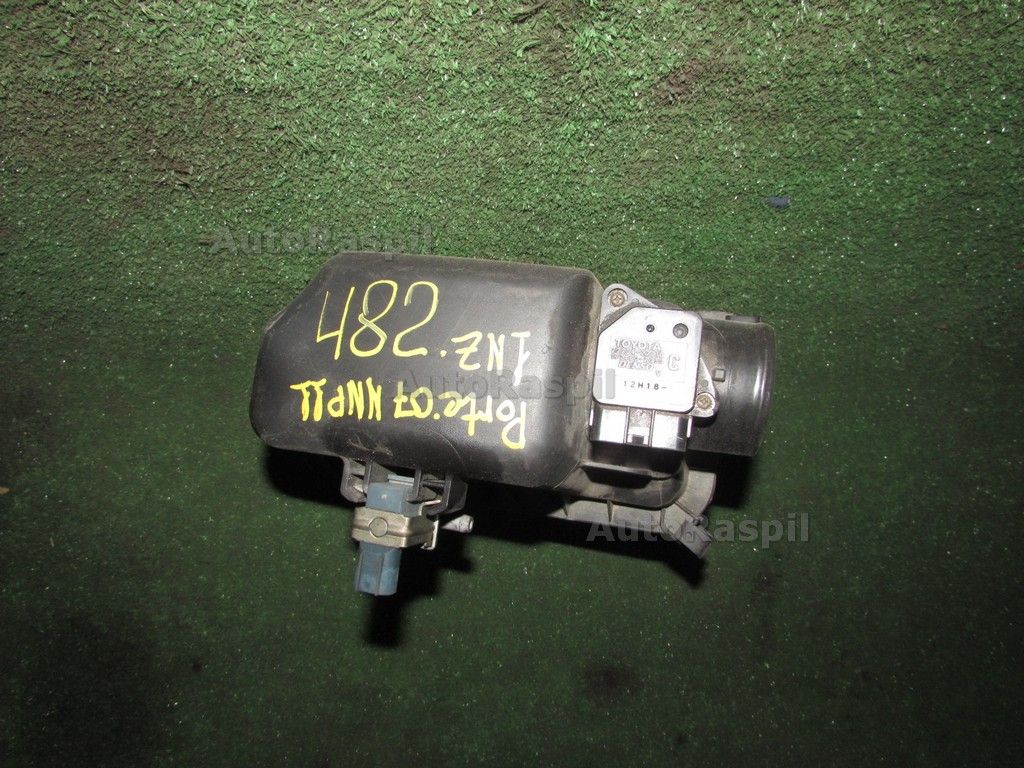 AutoRaspil
482
1NZ.
Porte'07 NNP11
AutoRaspil
TOYOTA
DENSO
12H18-
AutoRaspil